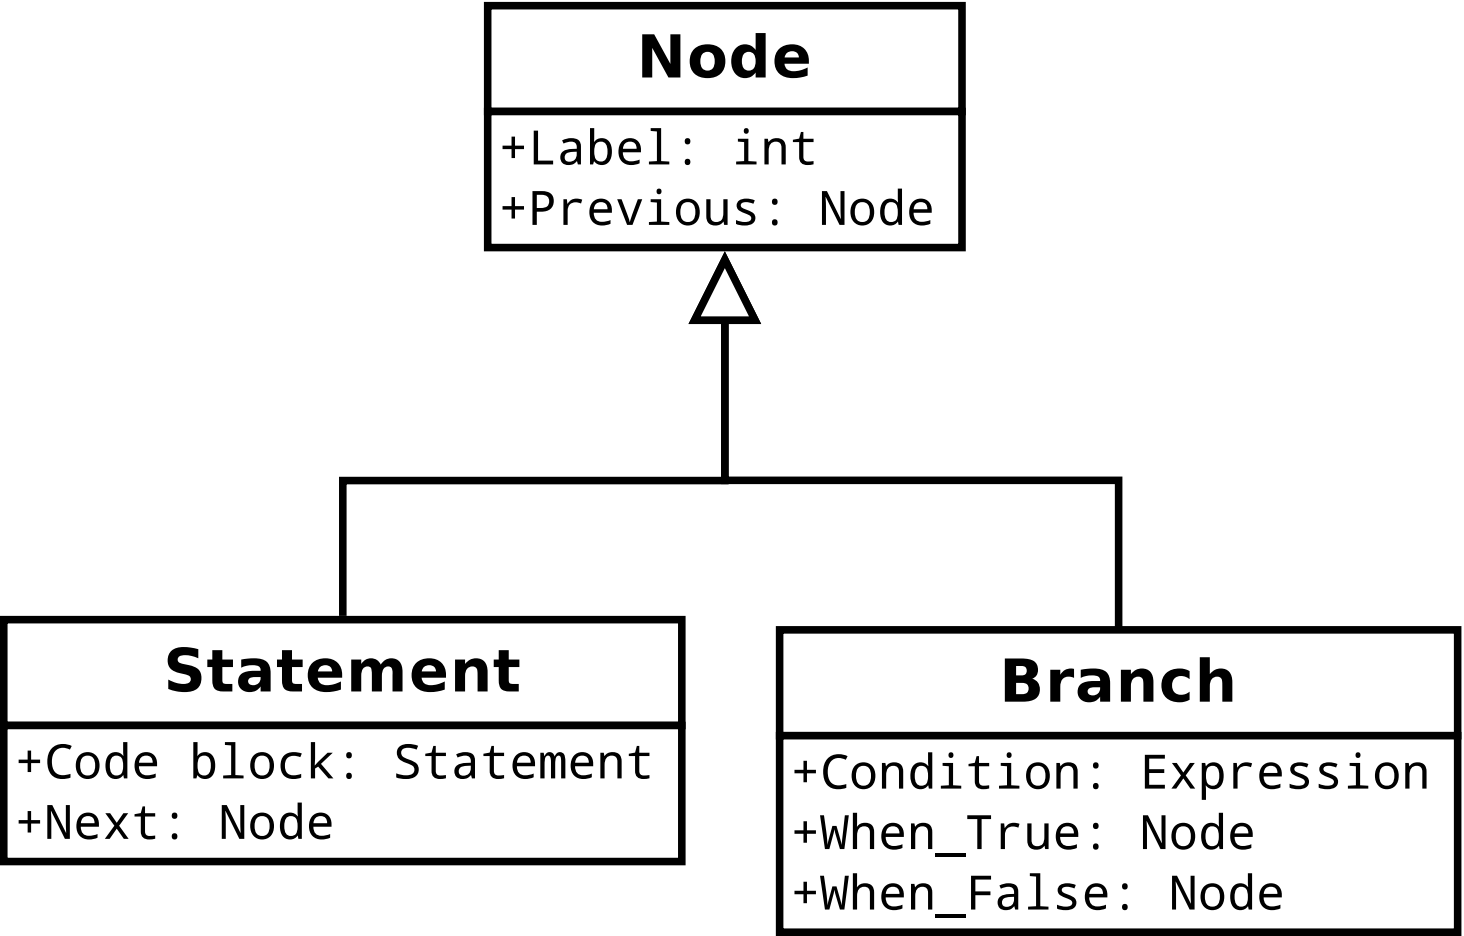 Node
+Label: int
+Previous: Node
Statement
+Code block: Statement
+Next: Node
Branch
+Condition: Expression
+When_True: Node
+When_False: Node